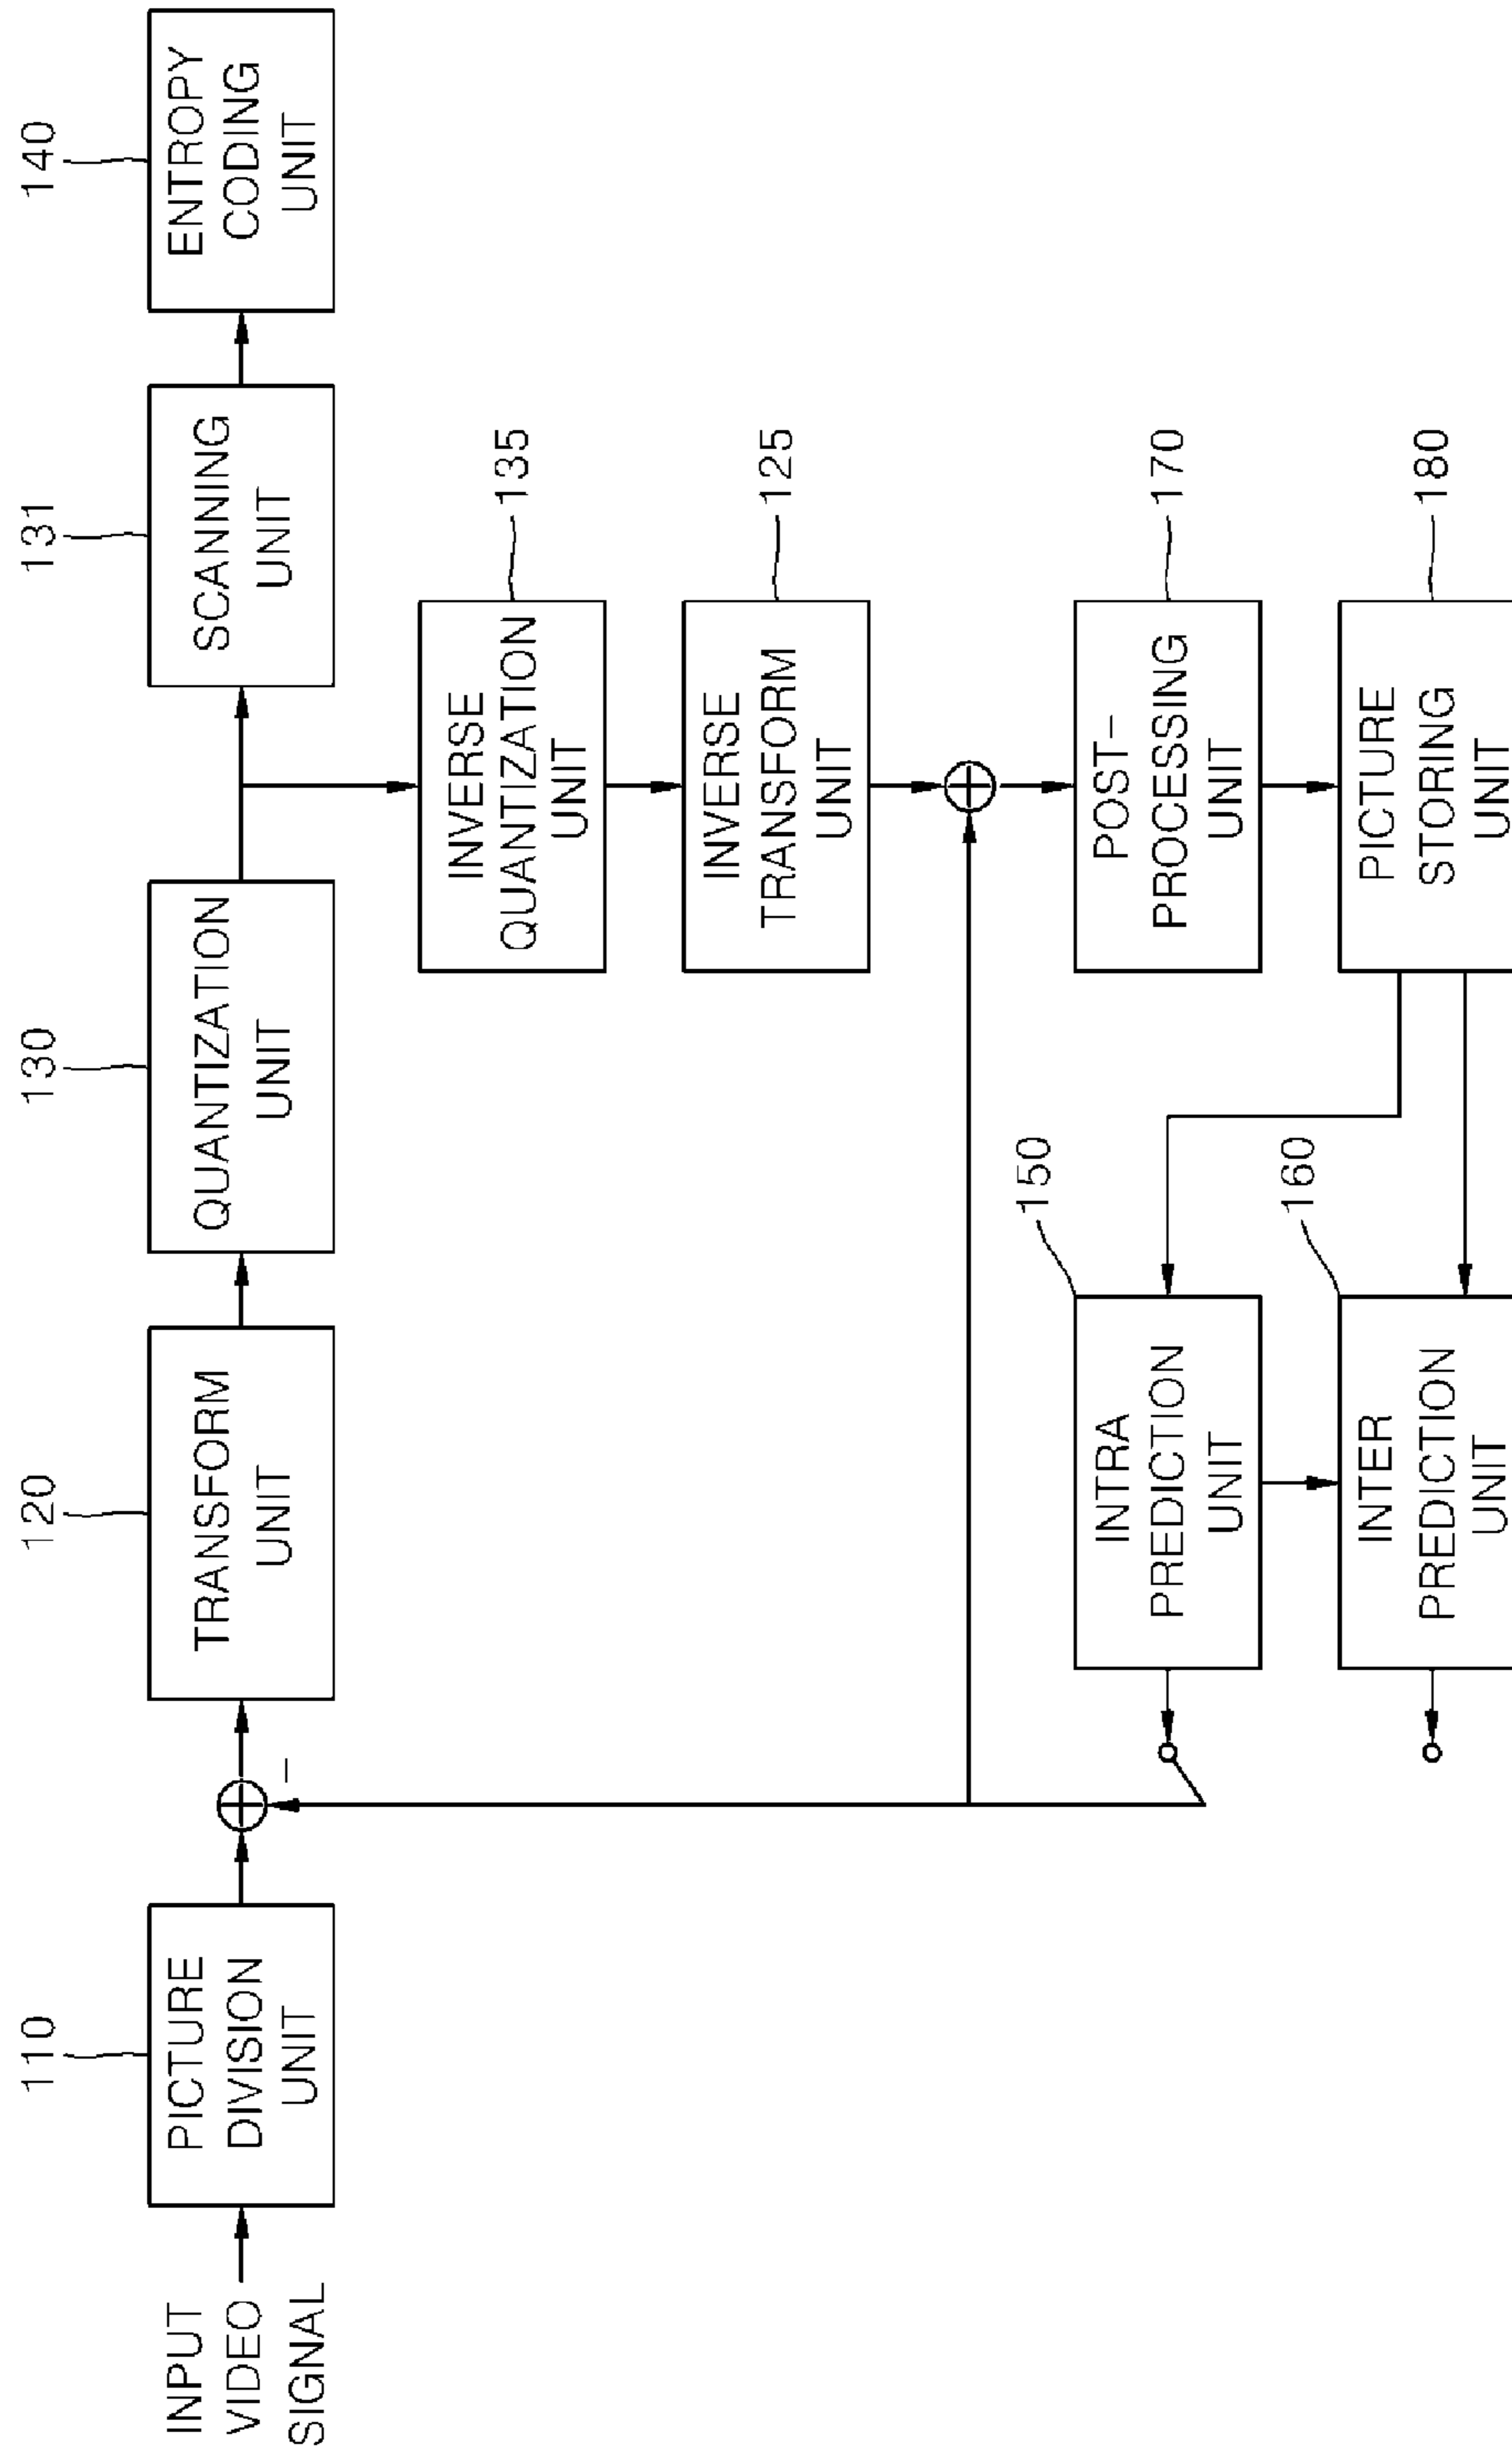 110
120
130
131
140
INPUT
VIDEO
SIGNAL
PICTURE
DIVISION
UNIT
–
TRANSFORM
UNIT
QUANTIZATION
UNIT
SCANNING
UNIT
ENTROPY
CODING
UNIT
INVERSE
QUANTIZATION
UNIT
135
INVERSE
TRANSFORM
UNIT
125
150
INTRA
PREDICTION
UNIT
POST-
PROCESSING
UNIT
170
160
INTER
PREDICTION
UNIT
PICTURE
STORING
UNIT
180